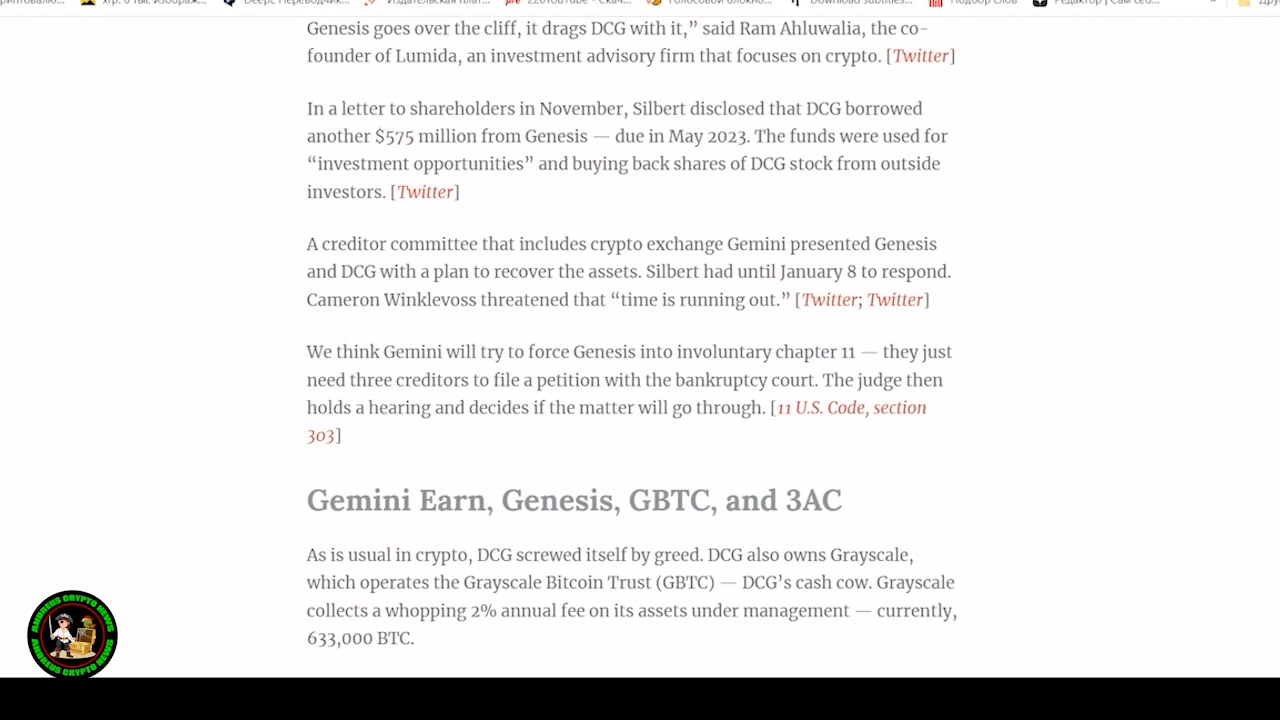 Genesis goes over the cliff, it drags DCG with it,” said Ram Ahluwalia, the co-
founder of Lumida, an investment advisory firm that focuses on crypto. [Twitter]
In a letter to shareholders in November, Silbert disclosed that DCG borrowed
another $575 million from Genesis — due in May 2023. The funds were used for
“investment opportunities” and buying back shares of DCG stock from outside
investors. [Twitter]
A creditor committee that includes crypto exchange Gemini presented Genesis
and DCG with a plan to recover the assets. Silbert had until January 8 to respond.
Cameron Winklevoss threatened that “time is running out.” [Twitter; Twitter]
We think Gemini will try to force Genesis into involuntary chapter 11 — they just
need three creditors to file a petition with the bankruptcy court. The judge then
holds a hearing and decides if the matter will go through. [11 U.S. Code, section
303]
Gemini Earn, Genesis, GBTC, and 3AC
As is usual in crypto, DCG screwed itself by greed. DCG also owns Grayscale,
which operates the Grayscale Bitcoin Trust (GBTC) — DCG’s cash cow. Grayscale
collects a whopping 2% annual fee on its assets under management — currently,
633,000 BTC.
ANDREUS CRYPTO NEWS
ANDREUS CRYPTO NEWS